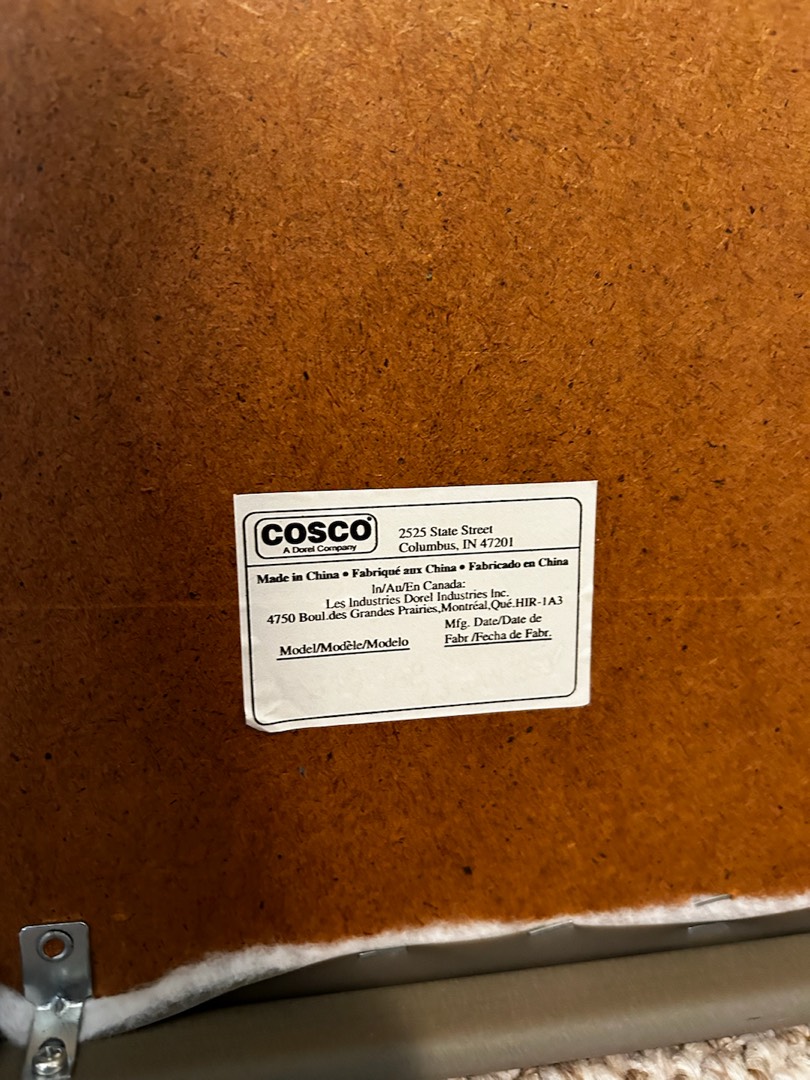 COSCO®
A Dorel Company
2525 State Street
Columbus, IN 47201
Made in China • Fabriqué aux China • Fabricado en China
In/Au/En Canada:
Les Industries Dorel Industries Inc.
4750 Boul.des Grandes Prairies,Montréal,Qué.HIR-1A3
Model/Modèle/Modelo
Mfg. Date/Date de
Fabr /Fecha de Fabr.